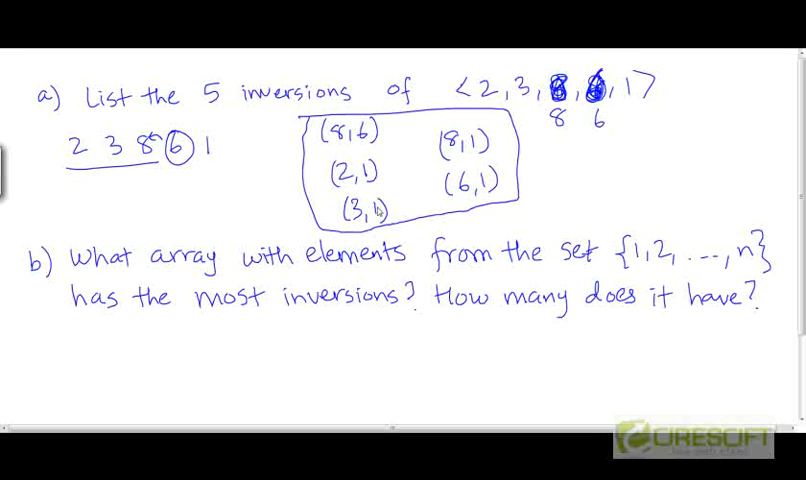 a) List the 5 inversions of <2, 3, , , 1>
8 6
2 3 8 6 1
(8,6) (8,1)
(2,1) (6,1)
(3,1)
b) What array with elements from the set {1,2, ..., n}
has the most inversions? How many does it have?
CIRESOFT